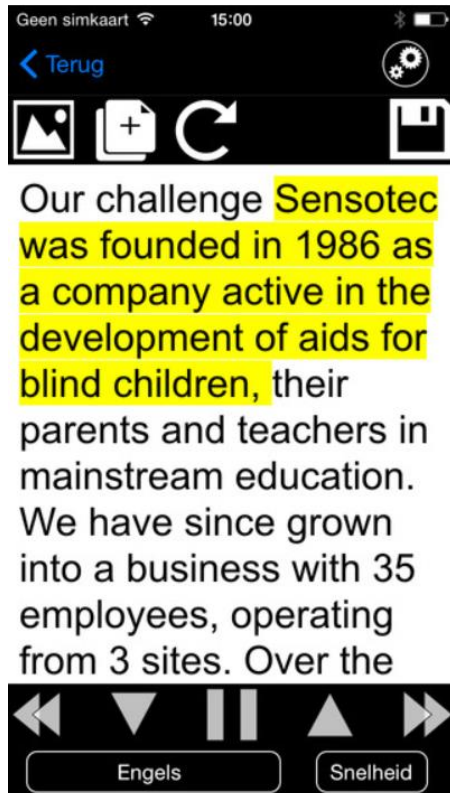 Geen simkaart 15:00
Terug
Our challenge Sensotec
was founded in 1986 as
a company active in the
development of aids for
blind children, their
parents and teachers in
mainstream education.
We have since grown
into a business with 35
employees, operating
from 3 sites. Over the
Engels Snelheid